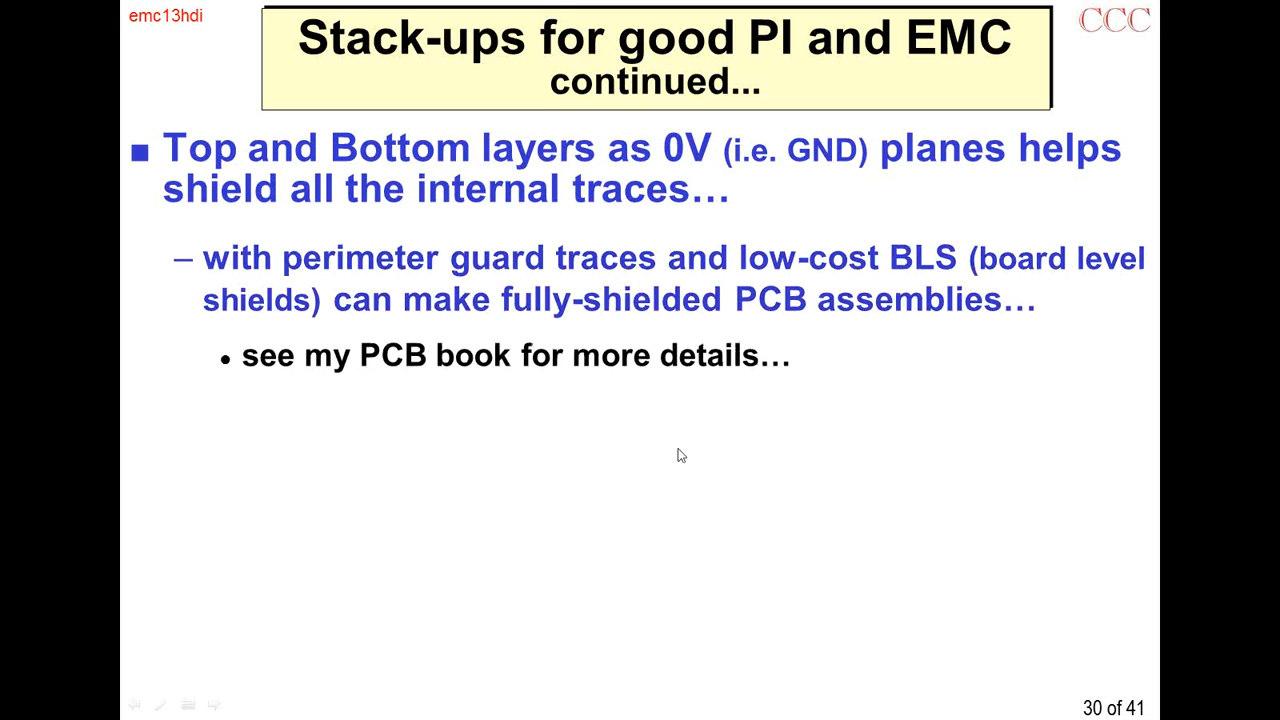 emc13hdi
CCC
Stack-ups for good PI and EMC
continued...
■ Top and Bottom layers as 0V (i.e. GND) planes helps
shield all the internal traces…
– with perimeter guard traces and low-cost BLS (board level
shields) can make fully-shielded PCB assemblies…
• see my PCB book for more details…
30 of 41